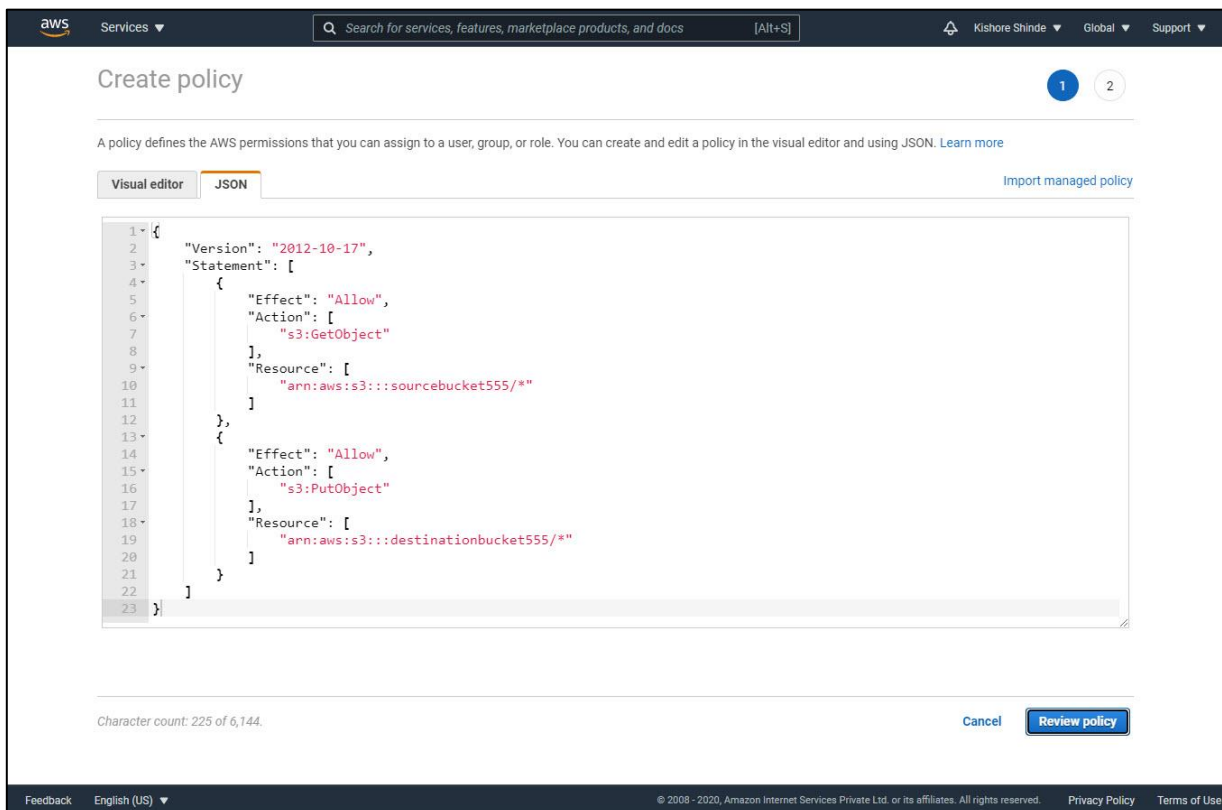 aws Services ▼ Search for services, features, marketplace products, and docs [Alt+S] Kishore Shinde ▼ Global ▼ Support ▼
Create policy 1 2
A policy defines the AWS permissions that you can assign to a user, group, or role. You can create and edit a policy in the visual editor and using JSON. Learn more
Visual editor JSON Import managed policy
1 {
2     "Version": "2012-10-17",
3     "Statement": [
4         {
5             "Effect": "Allow",
6             "Action": [
7                 "s3:GetObject"
8             ],
9             "Resource": [
10                 "arn:aws:s3:::sourcebucket555/*"
11             ]
12         },
13         {
14             "Effect": "Allow",
15             "Action": [
16                 "s3:PutObject"
17             ],
18             "Resource": [
19                 "arn:aws:s3:::destinationbucket555/*"
20             ]
21         }
22     ]
23 }
Character count: 225 of 6,144. Cancel Review policy
Feedback English (US) ▼ © 2008 - 2020, Amazon Internet Services Private Ltd. or its affiliates. All rights reserved. Privacy Policy Terms of Use